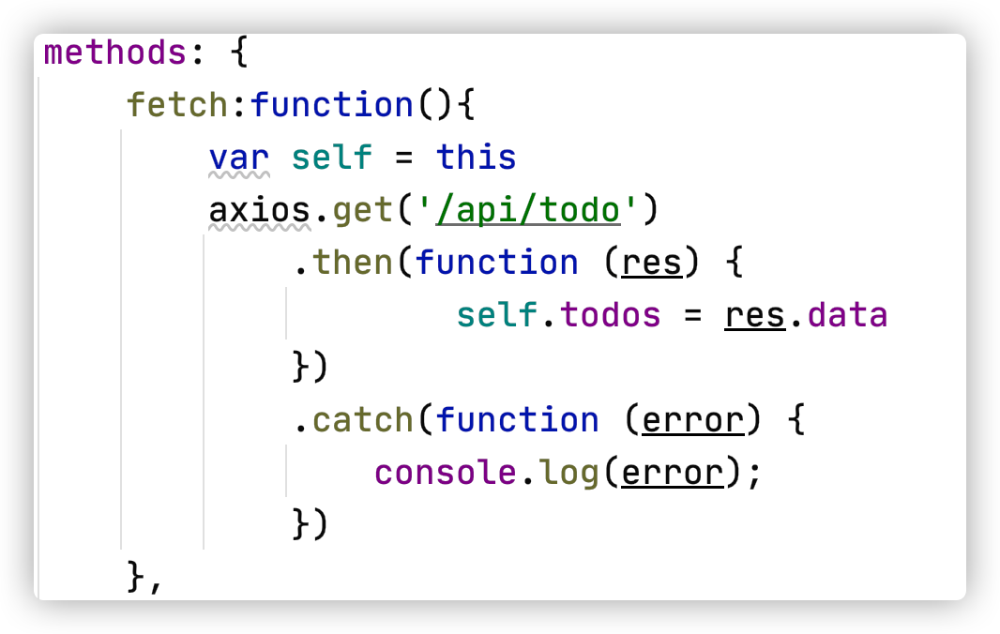 methods: {
    fetch:function(){
        var self = this
        axios.get('/api/todo')
            .then(function (res) {
                    self.todos = res.data
            })
            .catch(function (error) {
                console.log(error);
            })
    },